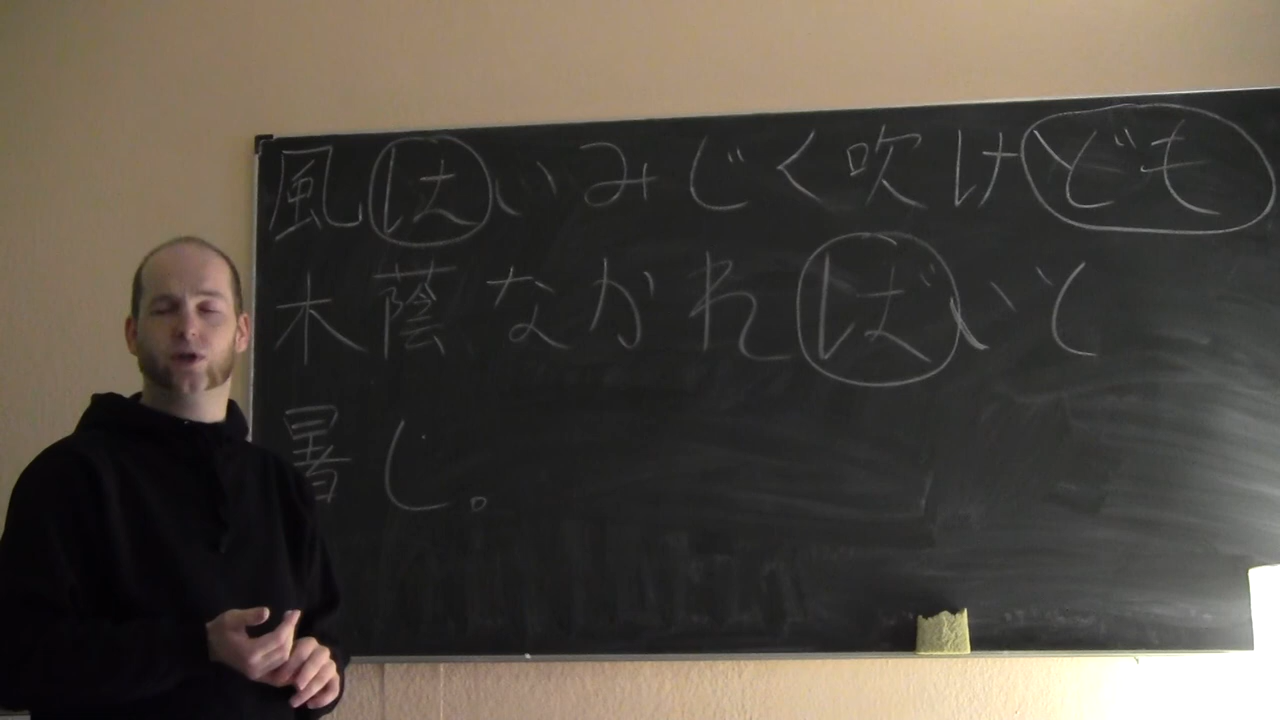 風はいみじく吹けども
木蔭なかればいと
暑し。